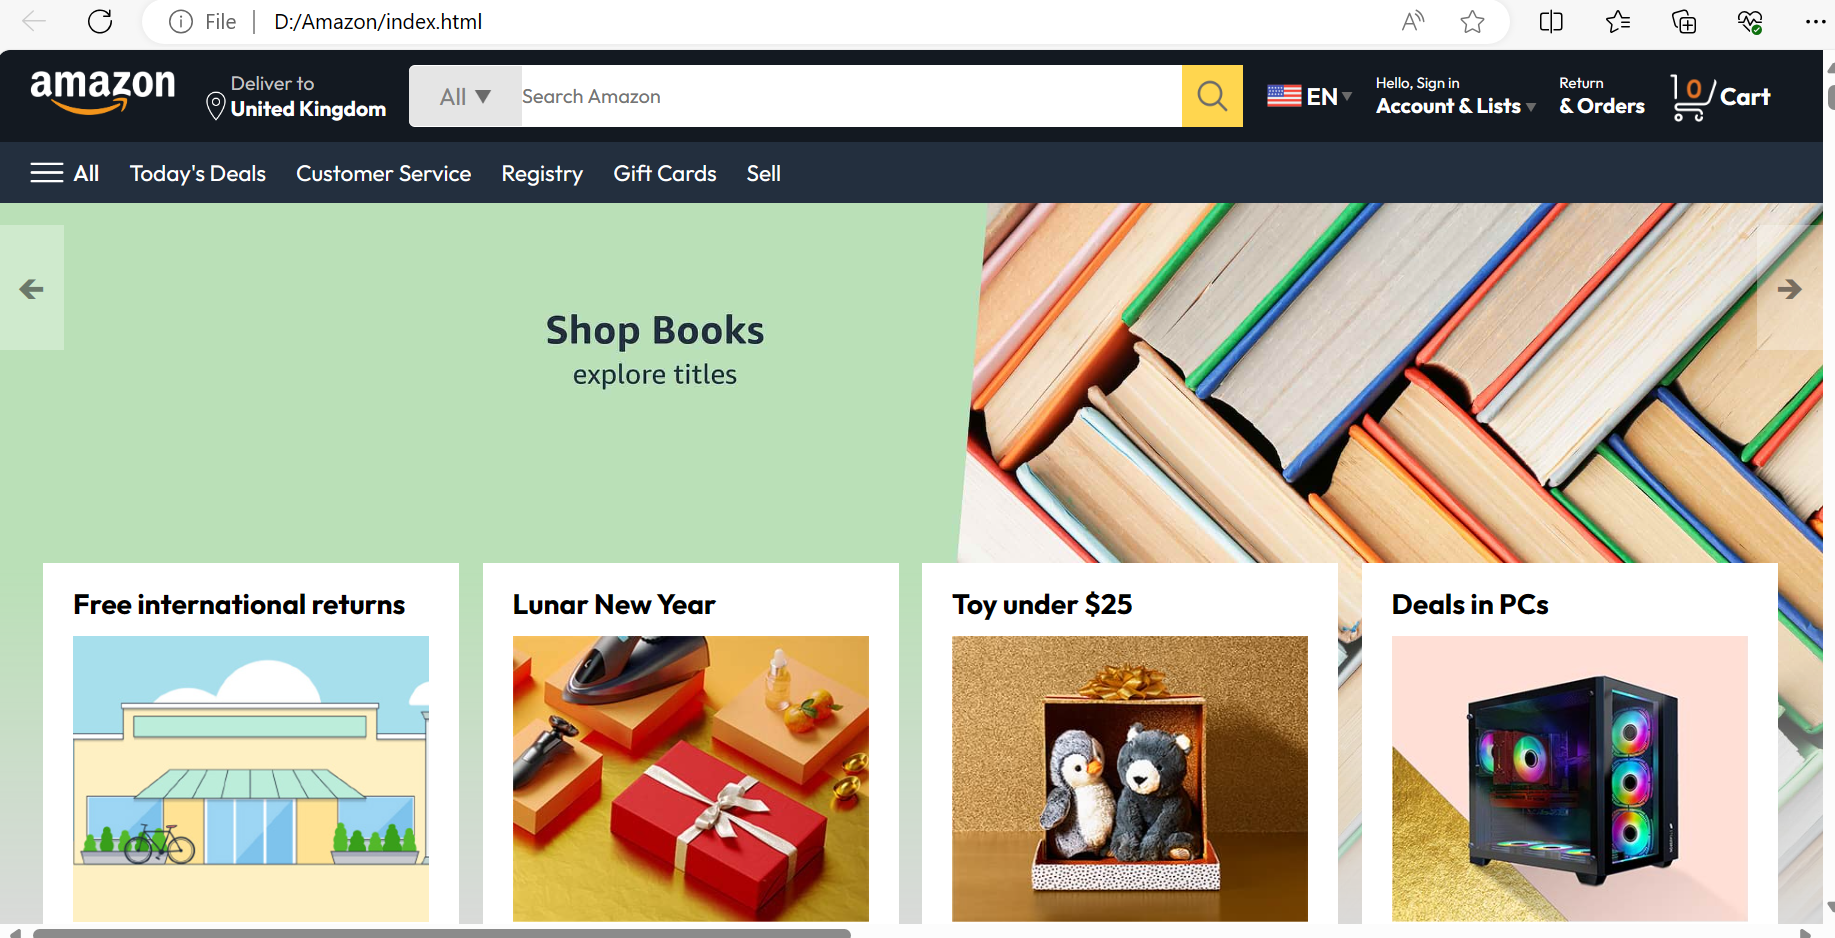 File D:/Amazon/index.html
amazon
Deliver to
United Kingdom
All ▼
Search Amazon
EN
Hello, Sign in
Account & Lists
Return
& Orders
0
Cart
All Today's Deals Customer Service Registry Gift Cards Sell
Shop Books
explore titles
Free international returns
Lunar New Year
Toy under $25
Deals in PCs